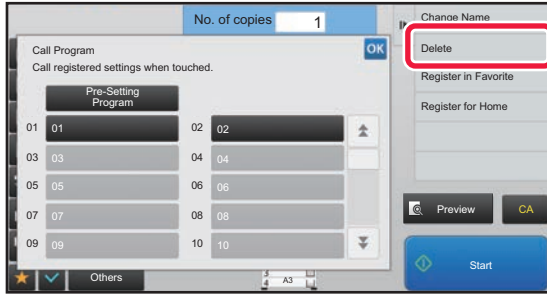 No. of copies 1
Call Program
OK
Call registered settings when touched.
Pre-Setting
Program
01 01 02 02
03 03 04 04
05 05 06 06
07 07 08 08
09 09 10 10
Others
A3
Change Name
Delete
Register in Favorite
Register for Home
Preview
CA
Start